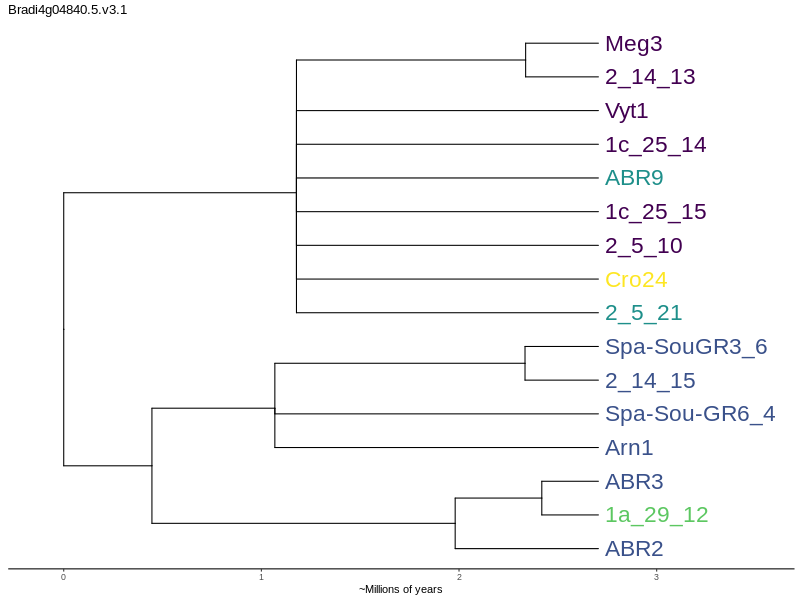 Bradi4g04840.5.v3.1
Meg3
2_14_13
Vyt1
1c_25_14
ABR9
1c_25_15
2_5_10
Cro24
2_5_21
Spa-SouGR3_6
2_14_15
Spa-Sou-GR6_4
Arn1
ABR3
1a_29_12
ABR2
0 1 2 3
~Millions of years